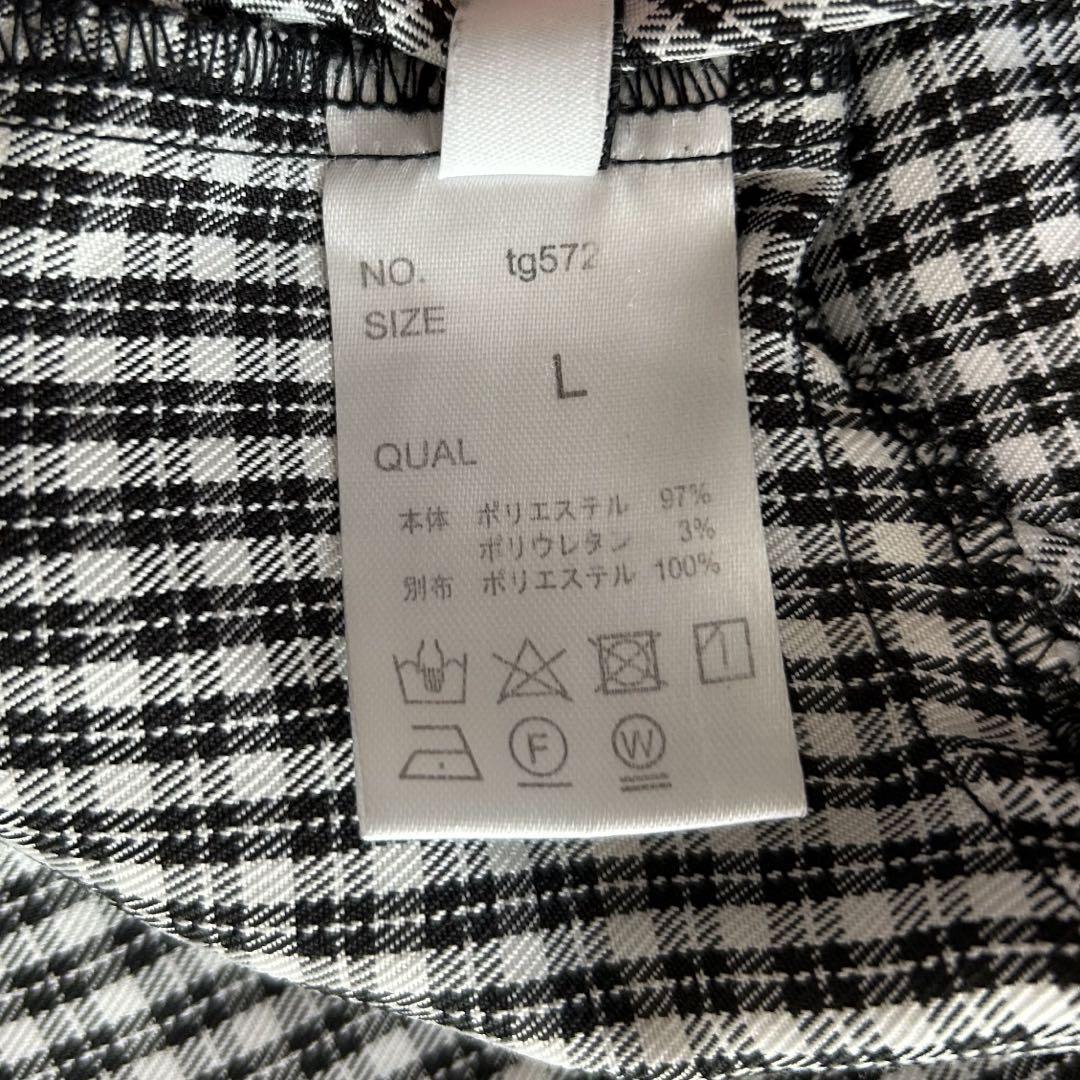 NO. tg572
SIZE
L
QUAL
本体 ポリエステル 97%
ポリウレタン 3%
別布 ポリエステル 100%
F W